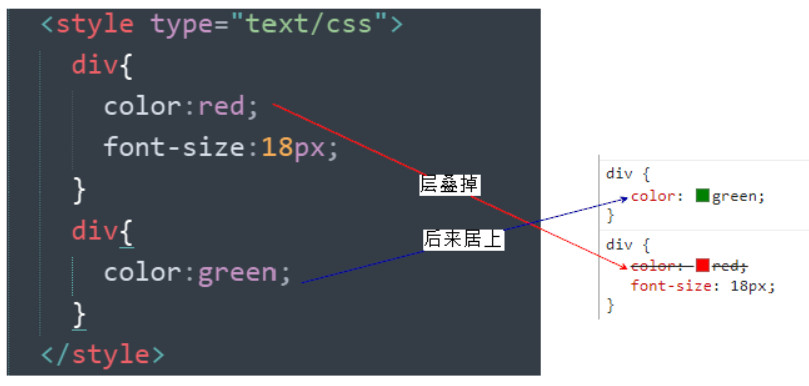 <style type="text/css">
div{
color:red;
font-size:18px;
}
div{
color:green;
}
</style>
层叠掉
后来居上
div {
color: green;
}
div {
color: red;
font-size: 18px;
}